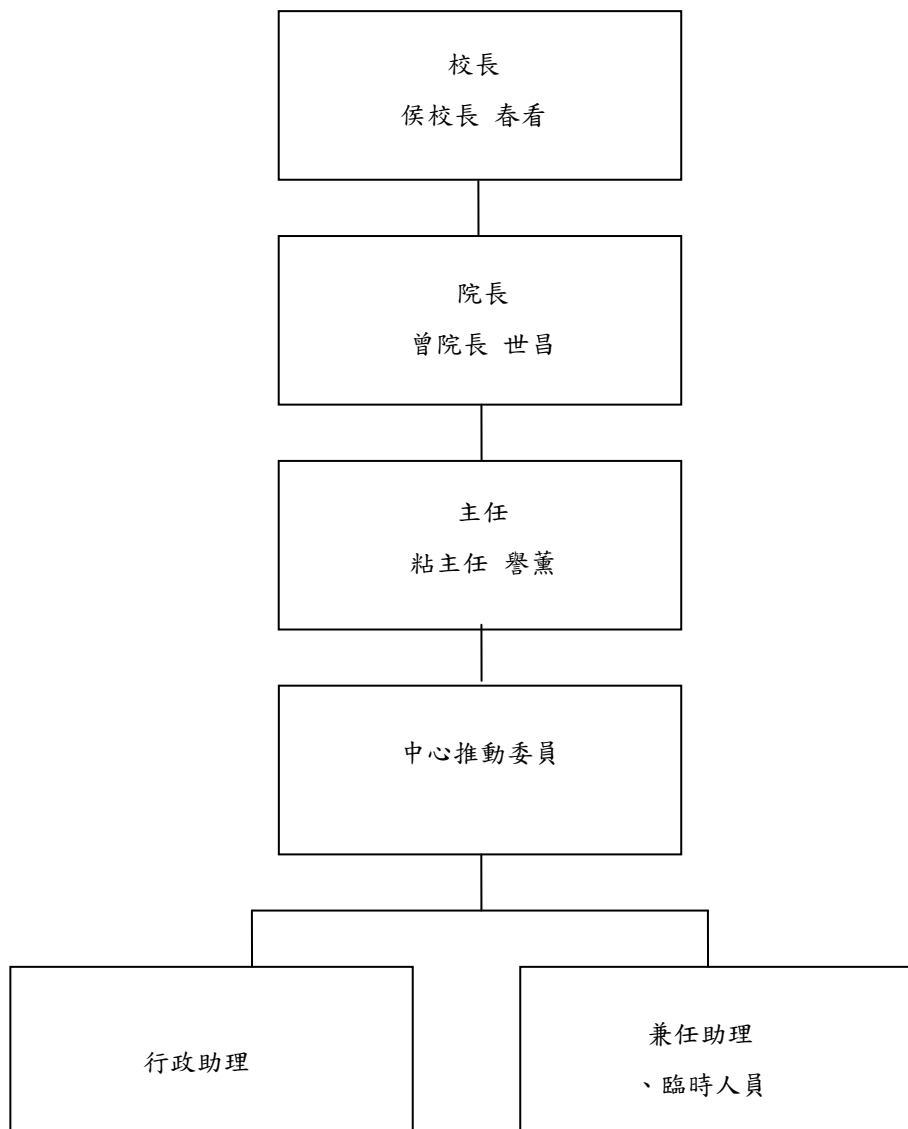 校長
侯校長 春看
院長
曾院長 世昌
主任
粘主任 譽薰
中心推動委員
行政助理
兼任助理
、臨時人員